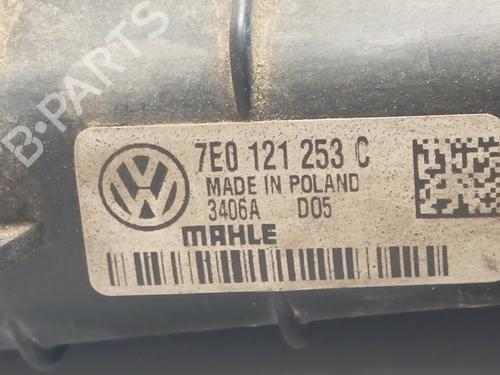 B-PARTS
7E0 121 253 C
MADE IN POLAND
3406A D05
MAHLE